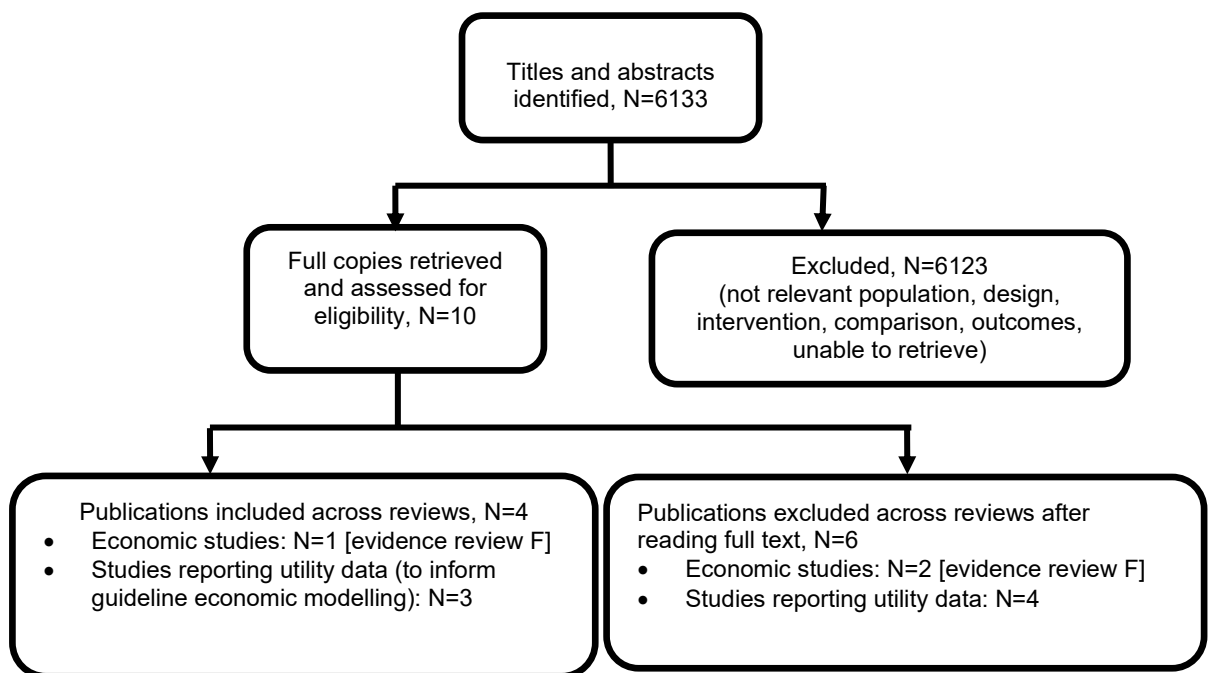 Titles and abstracts
identified, N=6133
Full copies retrieved
and assessed for
eligibility, N=10
Excluded, N=6123
(not relevant population, design,
intervention, comparison, outcomes,
unable to retrieve)
Publications included across reviews, N=4
• Economic studies: N=1 [evidence review F]
• Studies reporting utility data (to inform
guideline economic modelling): N=3
Publications excluded across reviews after
reading full text, N=6
• Economic studies: N=2 [evidence review F]
• Studies reporting utility data: N=4